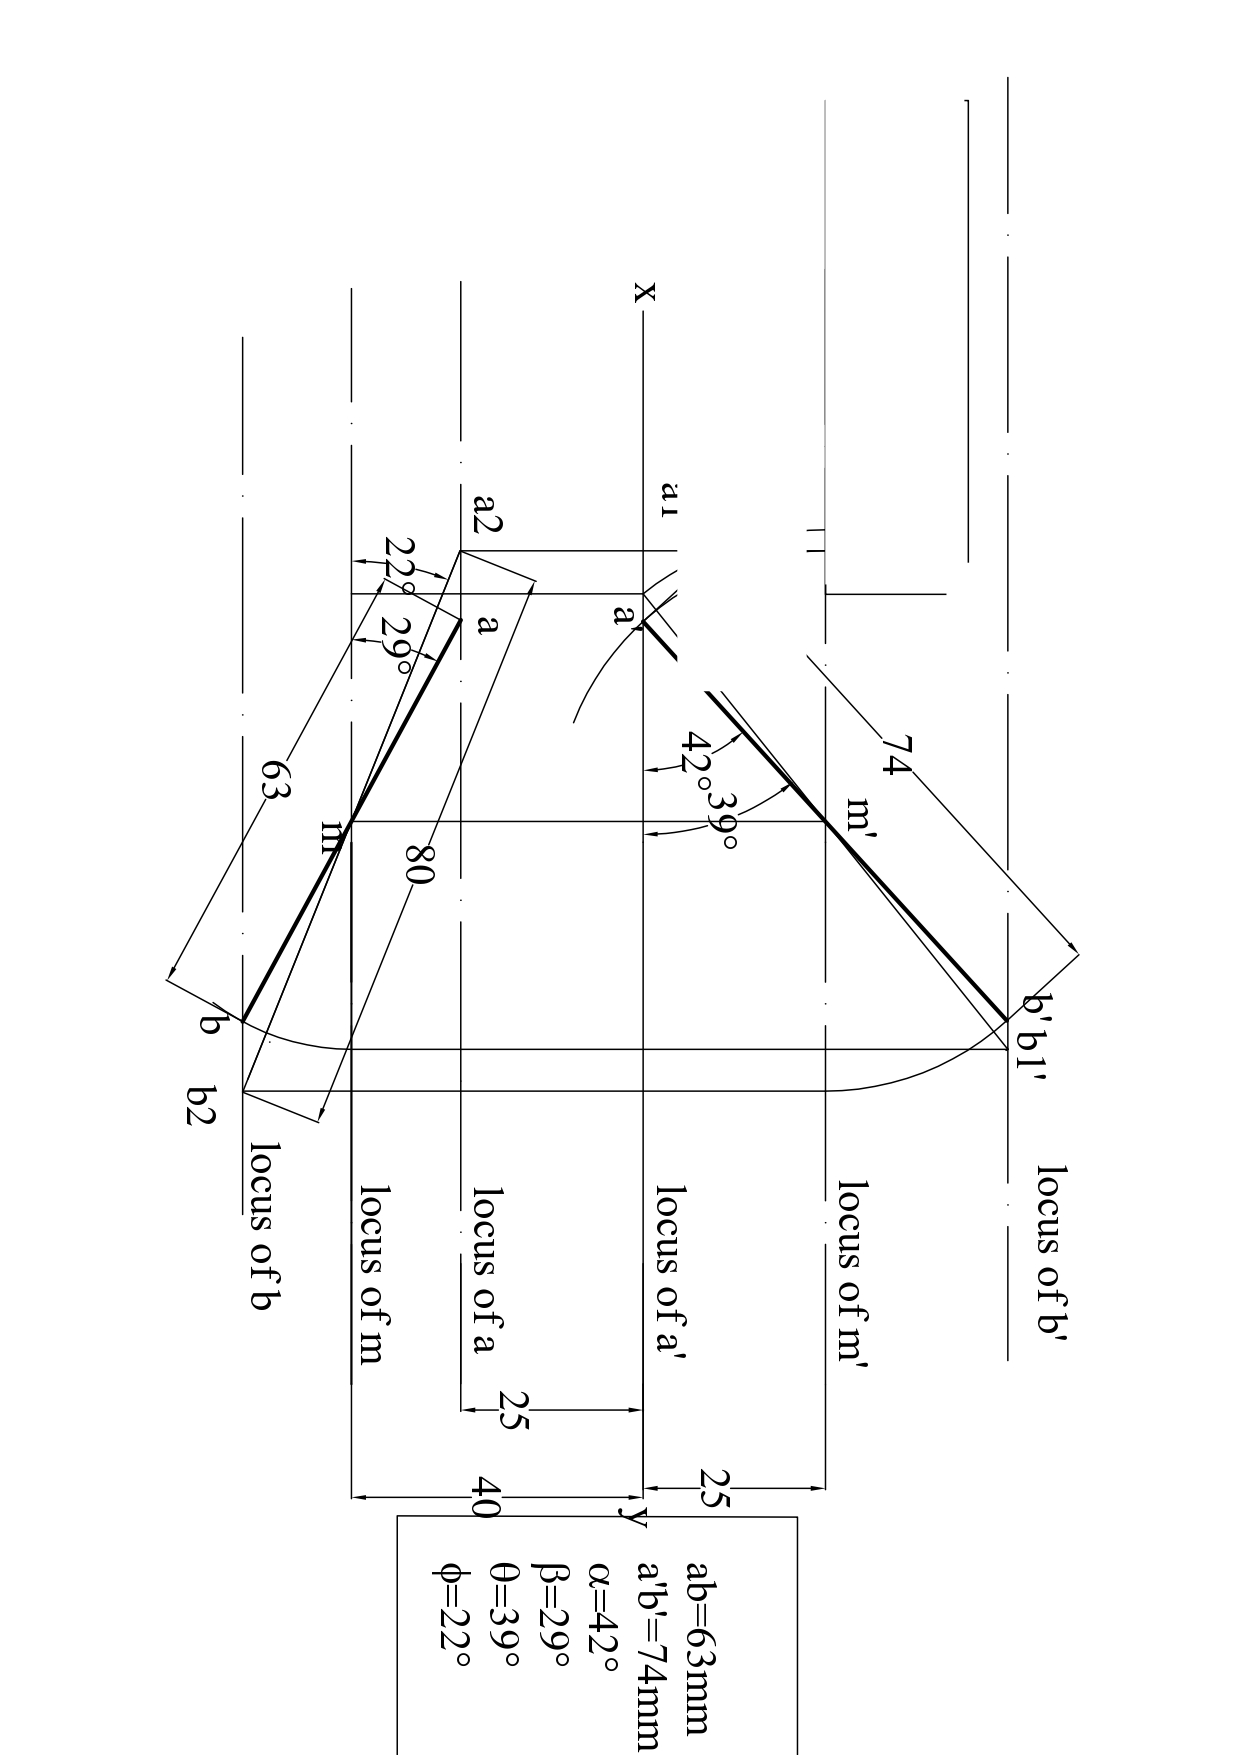 x
a1
a2
a
a'
22°
29°
42°
39°
74
63
80
m
m'
b'
b1'
b
b2
locus of b'
locus of m'
locus of a'
locus of a
locus of m
locus of b
25
25
40
y
ab=63mm
a'b'=74mm
α=42°
β=29°
θ=39°
ϕ=22°